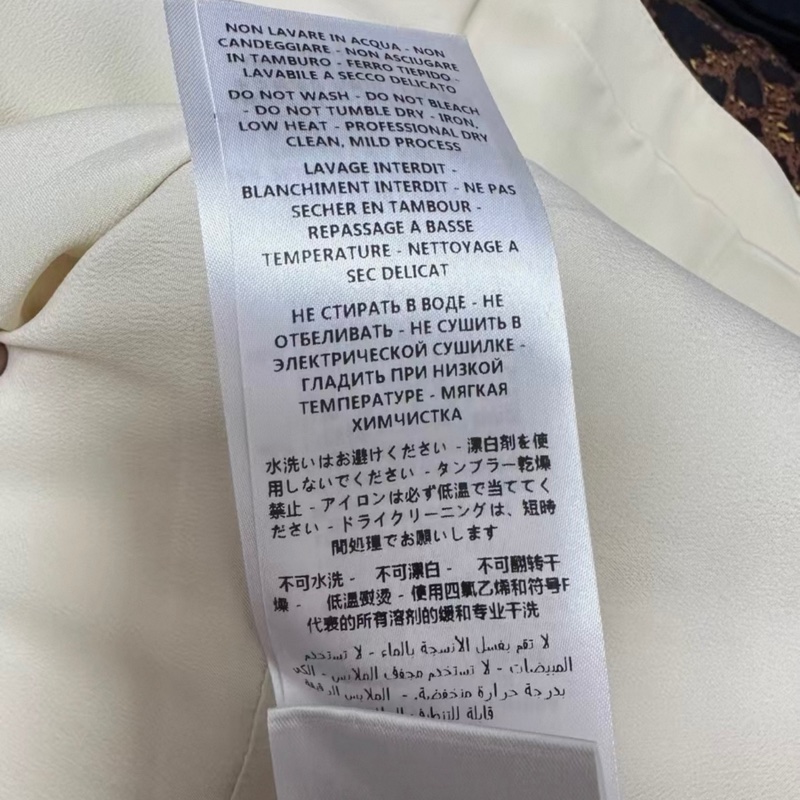 NON LAVARE IN ACQUA - NON
CANDEGGIARE - NON ASCIUGARE
IN TAMBURO - FERRO TIEPIDO -
LAVABILE A SECCO DELICATO
DO NOT WASH - DO NOT BLEACH
- DO NOT TUMBLE DRY - IRON,
LOW HEAT - PROFESSIONAL DRY
CLEAN, MILD PROCESS
LAVAGE INTERDIT -
BLANCHIMENT INTERDIT - NE PAS
SECHER EN TAMBOUR -
REPASSAGE A BASSE
TEMPERATURE - NETTOYAGE A
SEC DELICAT
НЕ СТИРАТЬ В ВОДЕ - НЕ
ОТБЕЛИВАТЬ - НЕ СУШИТЬ В
ЭЛЕКТРИЧЕСКОЙ СУШИЛКЕ -
ГЛАДИТЬ ПРИ НИЗКОЙ
ТЕМПЕРАТУРЕ - МЯГКАЯ
ХИМЧИСТКА
水洗いはお避けください - 漂白剤を使
用しないでください - タンブラー乾燥
禁止 - アイロンは必ず低温で当ててく
ださい - ドライクリーニングは、短時
間処理でお願いします
不可水洗 - 不可漂白 - 不可翻转干
燥 - 低温熨烫 - 使用四氯乙烯和符号F
代表的所有溶剂的缓和专业干洗
لا تقم بغسل الأنسجة بالماء - لا تستخدم
المبيضات - لا تستخدم مجفف الملابس - الكي
بدرجة حرارة منخفضة. - الملابس
قابلة للتنظيف